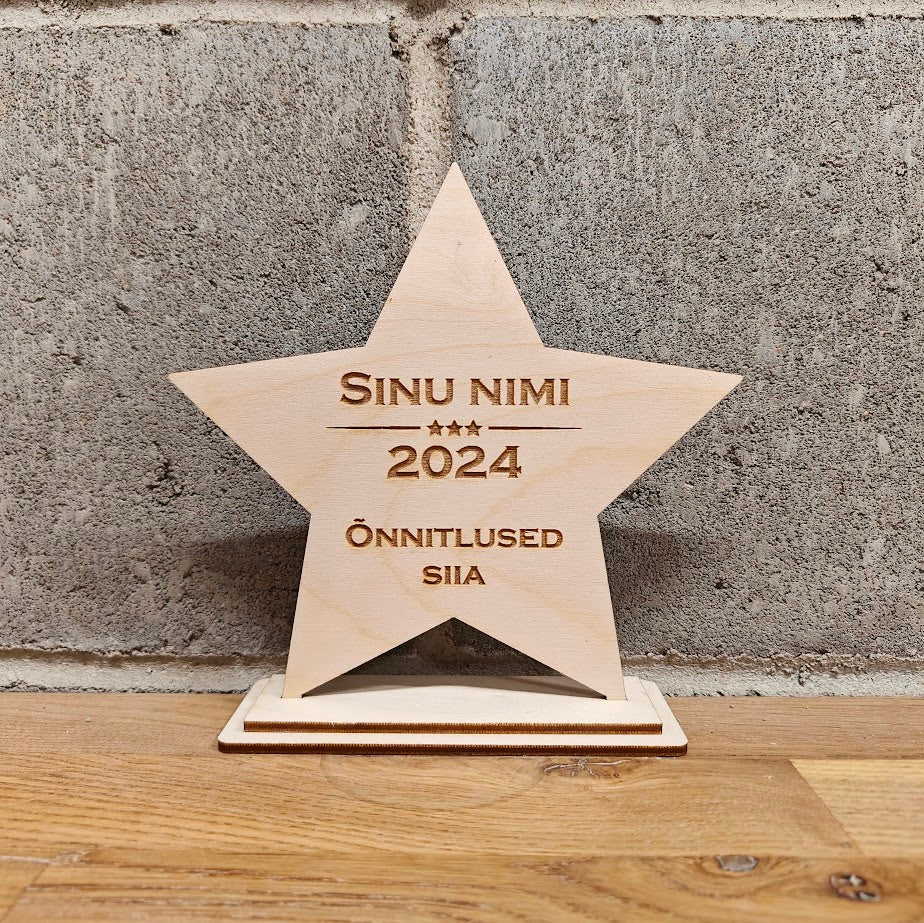 Sinu nimi
2024
Õnnitlused
siia